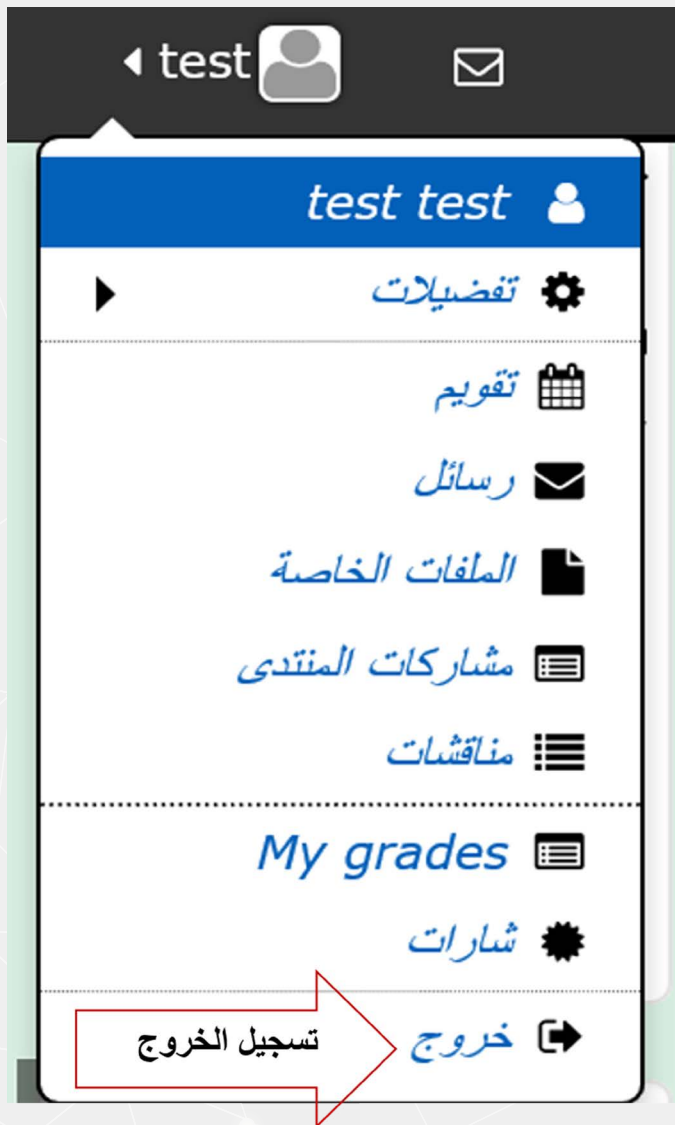 test
test test
تفضيلات
تقويم
رسائل
الملفات الخاصة
مشاركات المنتدى
مناقشات
My grades
شارات
خروج
تسجيل الخروج